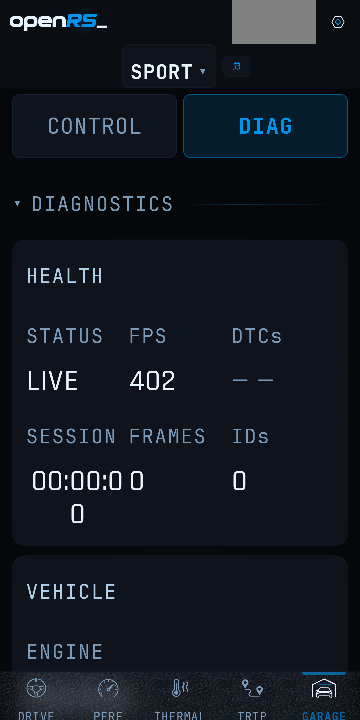 openRS_
SPORT ▾
CONTROL DIAG
▾ DIAGNOSTICS
HEALTH
STATUS FPS DTCs
LIVE 402 — —
SESSION FRAMES IDs
00:00:0 0 0
0
VEHICLE
ENGINE
DRIVE PERF THERMAL TRIP GARAGE